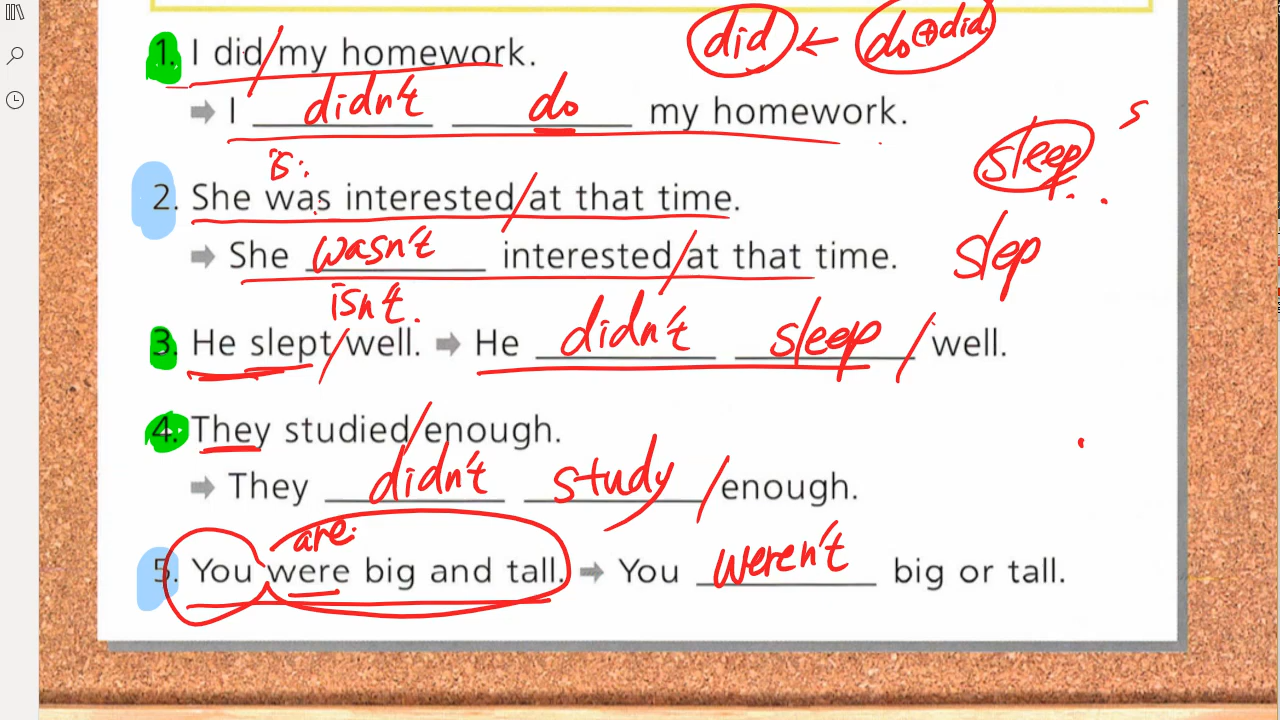 did ← do + did.
1. I did/my homework.
➡ I didn't do my homework.
s
sleep
is.
2. She was interested/at that time.
➡ She wasn't interested/at that time.
slep
isn't.
3. He slept/well. ➡ He didn't sleep/well.
4. They studied/enough.
➡ They didn't study/enough.
are.
5. You were big and tall. ➡ You weren't big or tall.